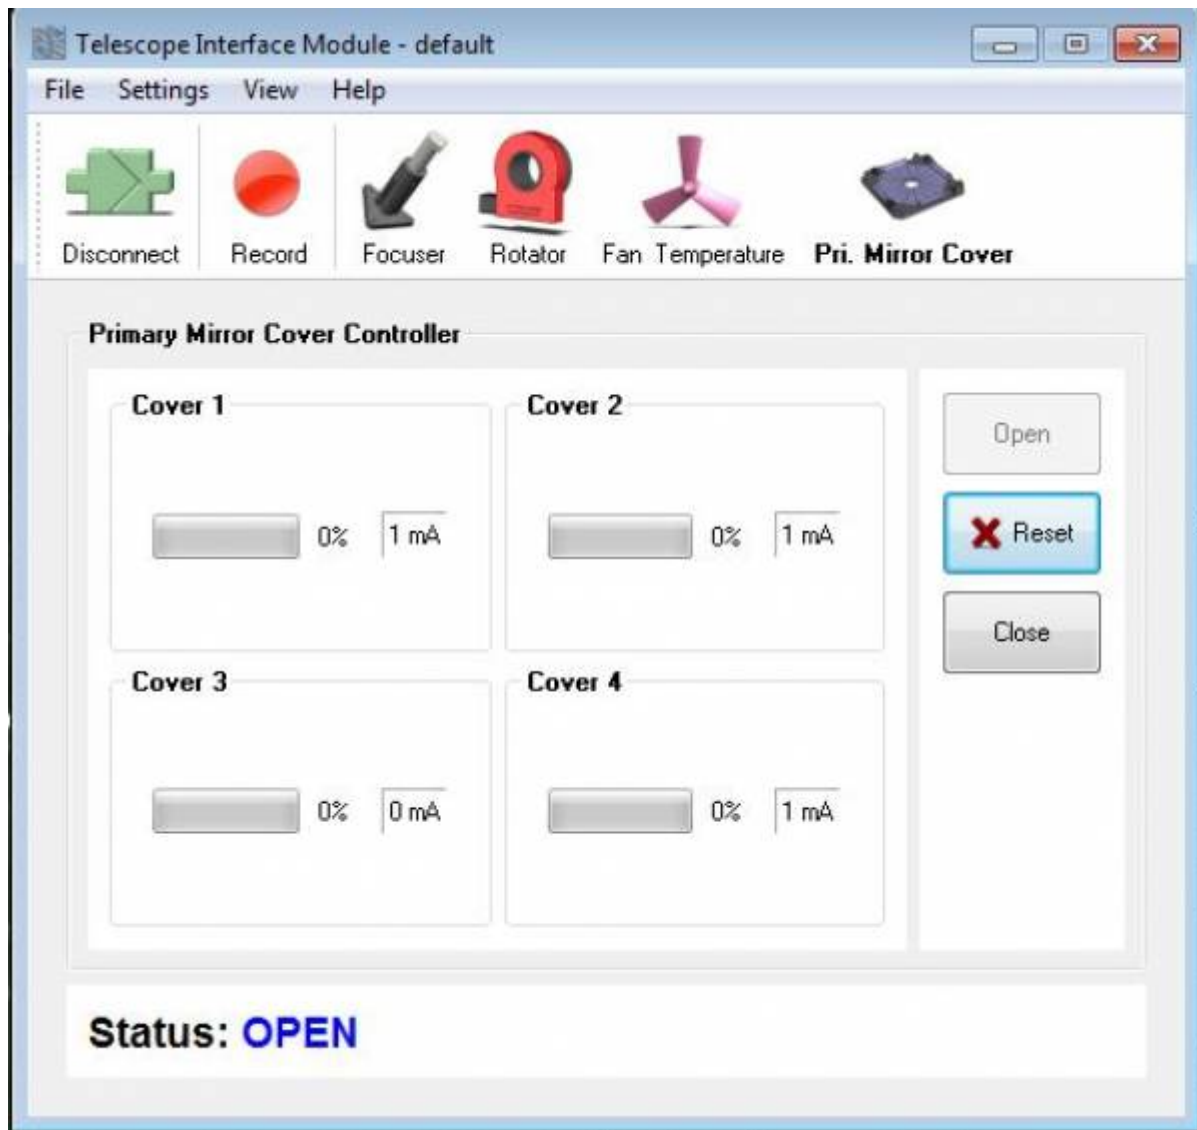 Telescope Interface Module - default
File Settings View Help
Disconnect Record Focuser Rotator Fan Temperature Pri. Mirror Cover
Primary Mirror Cover Controller
Cover 1
0% 1 mA
Cover 2
0% 1 mA
Cover 3
0% 0 mA
Cover 4
0% 1 mA
Open
Reset
Close
Status: OPEN